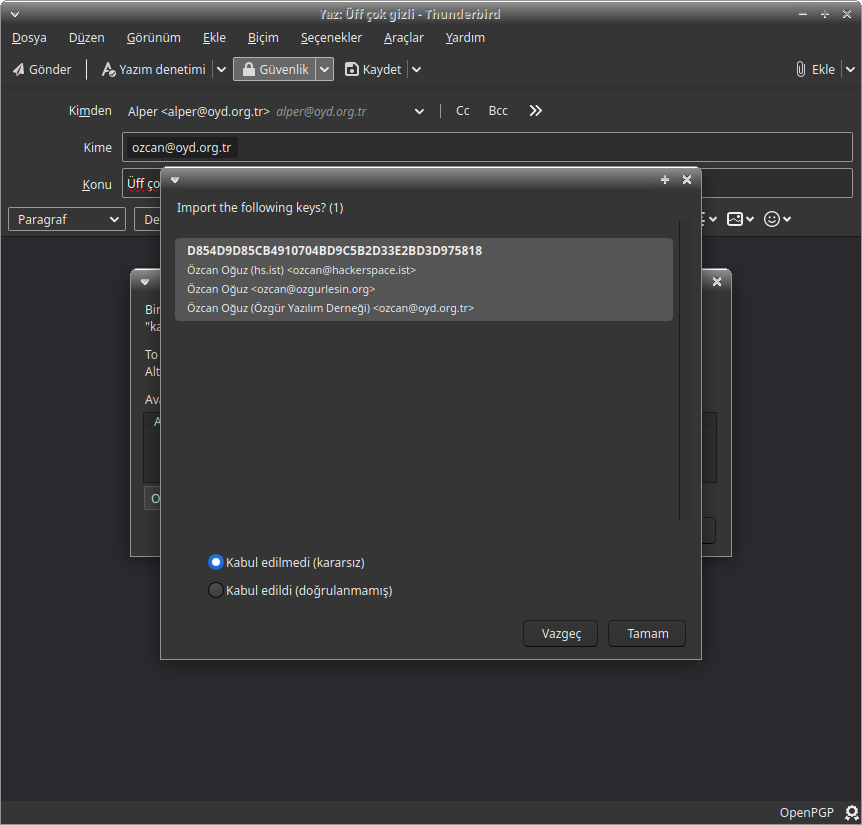 Yaz: Üff çok gizli - Thunderbird
Dosya Düzen Görünüm Ekle Biçim Seçenekler Araçlar Yardım
Gönder Yazım denetimi Güvenlik Kaydet Ekle
Kimden Alper <alper@oyd.org.tr> alper@oyd.org.tr Cc Bcc
Kime ozcan@oyd.org.tr
Konu Üff ço
Paragraf De
Import the following keys? (1)
D854D9D85CB4910704BD9C5B2D33E2BD3D975818
Özcan Oğuz (hs.ist) <ozcan@hackerspace.ist>
Özcan Oğuz <ozcan@ozgurlesin.org>
Özcan Oğuz (Özgür Yazılım Derneği) <ozcan@oyd.org.tr>
Bir
"ka
To
Alt
Ava
A
O
Kabul edilmedi (kararsız)
Kabul edildi (doğrulanmamış)
Vazgeç Tamam
OpenPGP